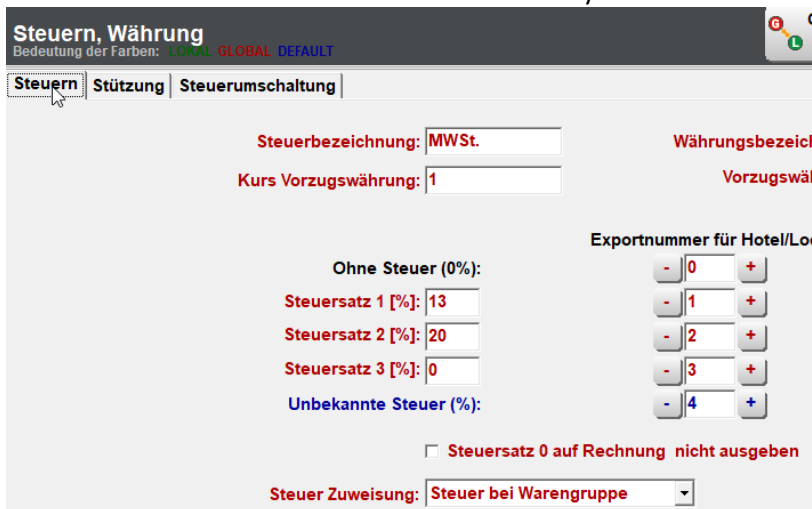 Steuern, Währung
Bedeutung der Farben: LOKAL GLOBAL DEFAULT
G
L
Steuern Stützung Steuerumschaltung
Steuerbezeichnung: MWSt.
Kurs Vorzugswährung: 1
Exportnummer für
Ohne Steuer (0%): - 0 +
Steuersatz 1 [%]: 13 - 1 +
Steuersatz 2 [%]: 20 - 2 +
Steuersatz 3 [%]: 0 - 3 +
Unbekannte Steuer (%): - 4 +
Steuersatz 0 auf Rechnung nicht ausgeben
Steuer Zuweisung: Steuer bei Warengruppe